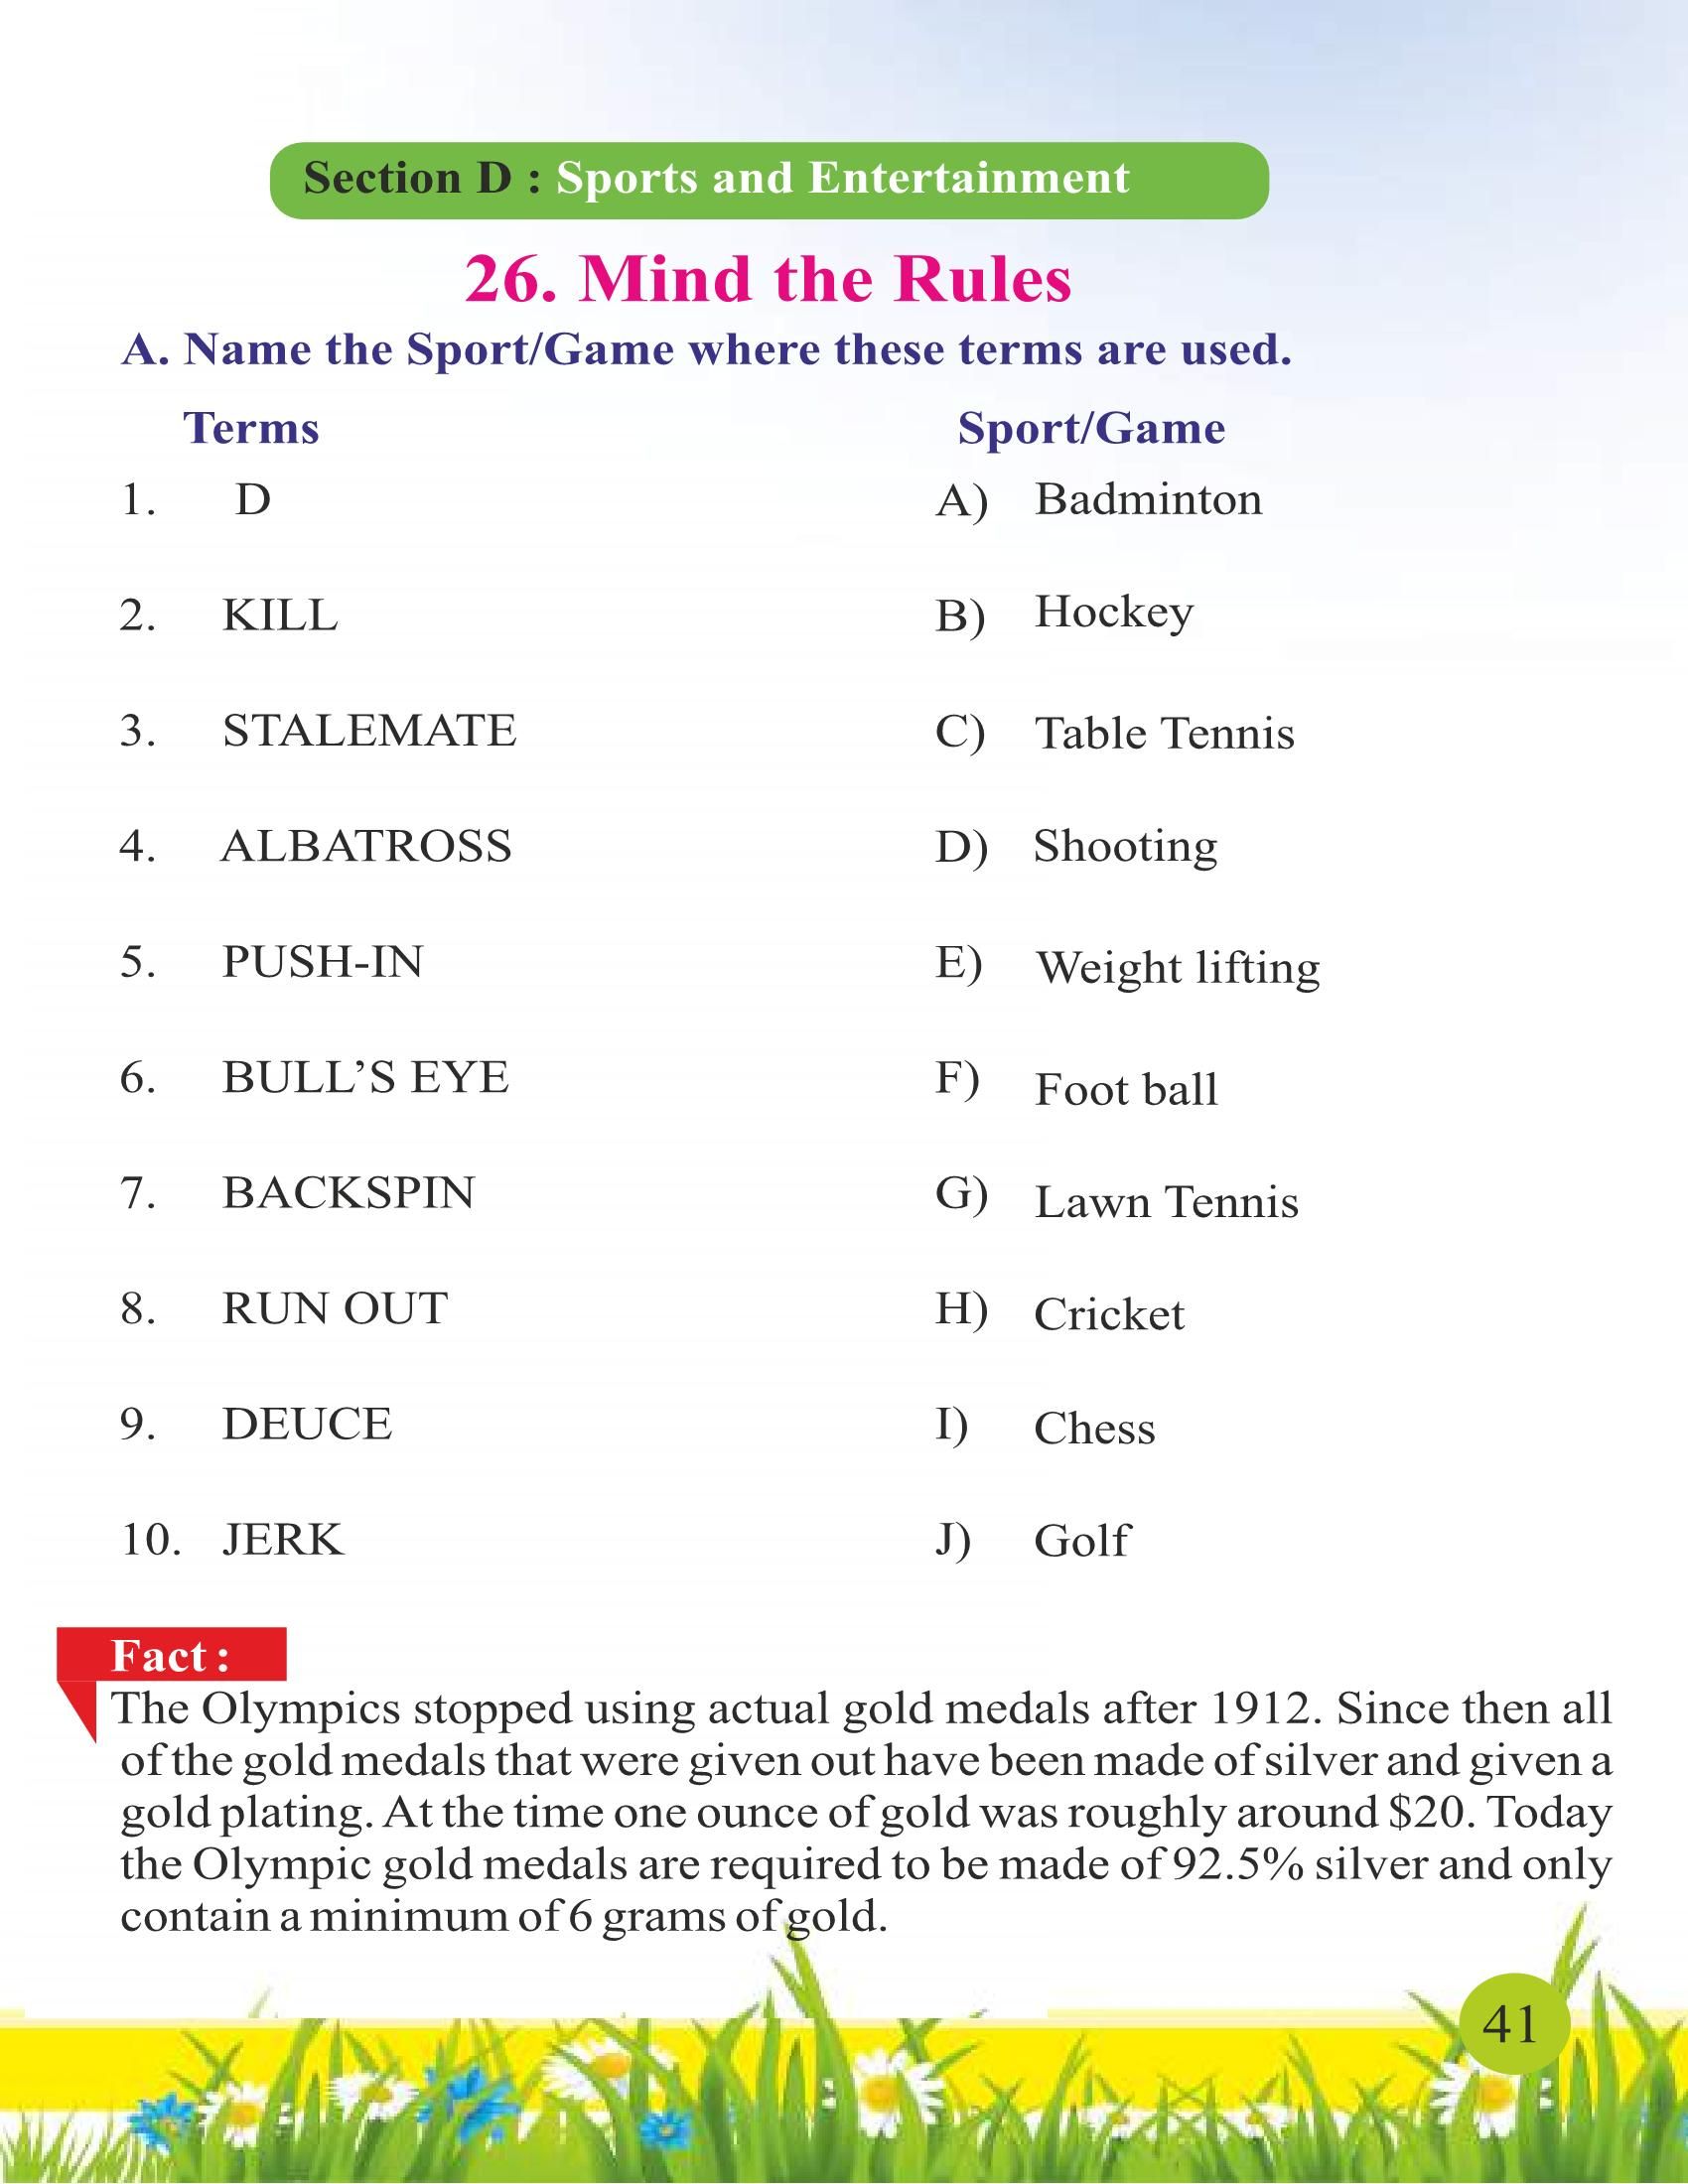 Section D : Sports and Entertainment
26. Mind the Rules
A. Name the Sport/Game where these terms are used.
Terms Sport/Game
1. D A) Badminton
2. KILL B) Hockey
3. STALEMATE C) Table Tennis
4. ALBATROSS D) Shooting
5. PUSH-IN E) Weight lifting
6. BULL’S EYE F) Foot ball
7. BACKSPIN G) Lawn Tennis
8. RUN OUT H) Cricket
9. DEUCE I) Chess
10. JERK J) Golf
Fact :
The Olympics stopped using actual gold medals after 1912. Since then all
of the gold medals that were given out have been made of silver and given a
gold plating. At the time one ounce of gold was roughly around $20. Today
the Olympic gold medals are required to be made of 92.5% silver and only
contain a minimum of 6 grams of gold.
41